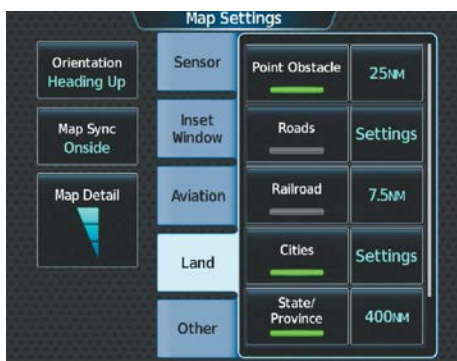 Map Settings
Orientation
Heading Up
Map Sync
Onside
Map Detail
Sensor
Inset
Window
Aviation
Land
Other
Point Obstacle
25NM
Roads
Settings
Railroad
7.5NM
Cities
Settings
State/
Province
400NM